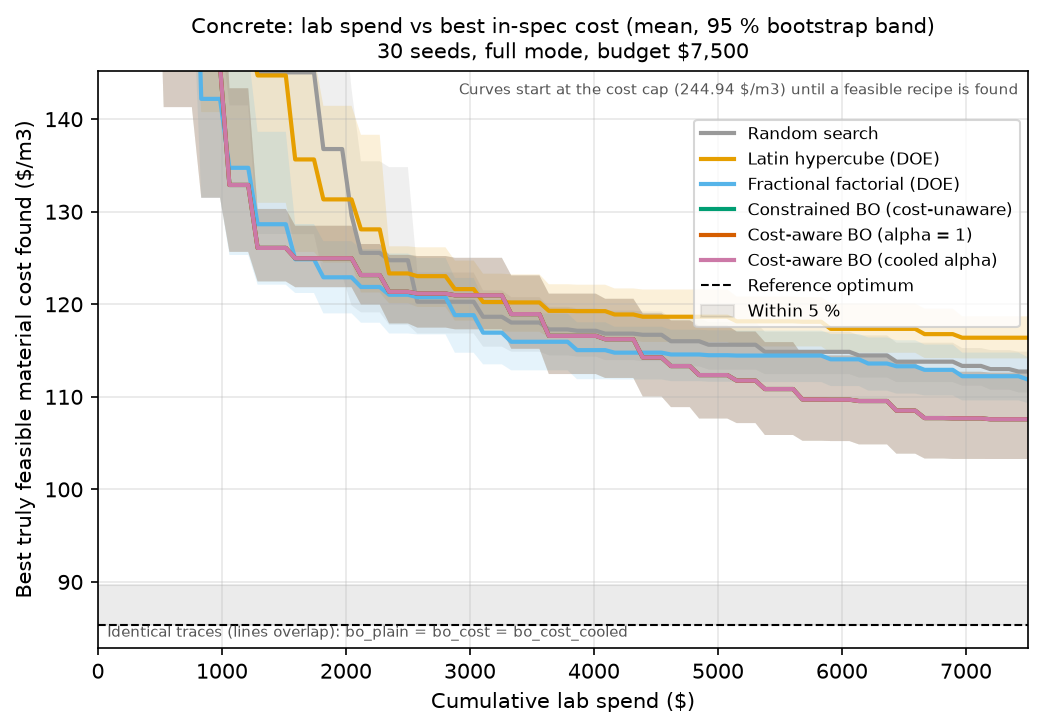 Concrete: lab spend vs best in-spec cost (mean, 95 % bootstrap band)
30 seeds, full mode, budget $7,500
Curves start at the cost cap (244.94 $/m3) until a feasible recipe is found
Random search
Latin hypercube (DOE)
Fractional factorial (DOE)
Constrained BO (cost-unaware)
Cost-aware BO (alpha = 1)
Cost-aware BO (cooled alpha)
Reference optimum
Within 5 %
Best truly feasible material cost found ($/m3)
140
130
120
110
100
90
Identical traces (lines overlap): bo_plain = bo_cost = bo_cost_cooled
0 1000 2000 3000 4000 5000 6000 7000
Cumulative lab spend ($)